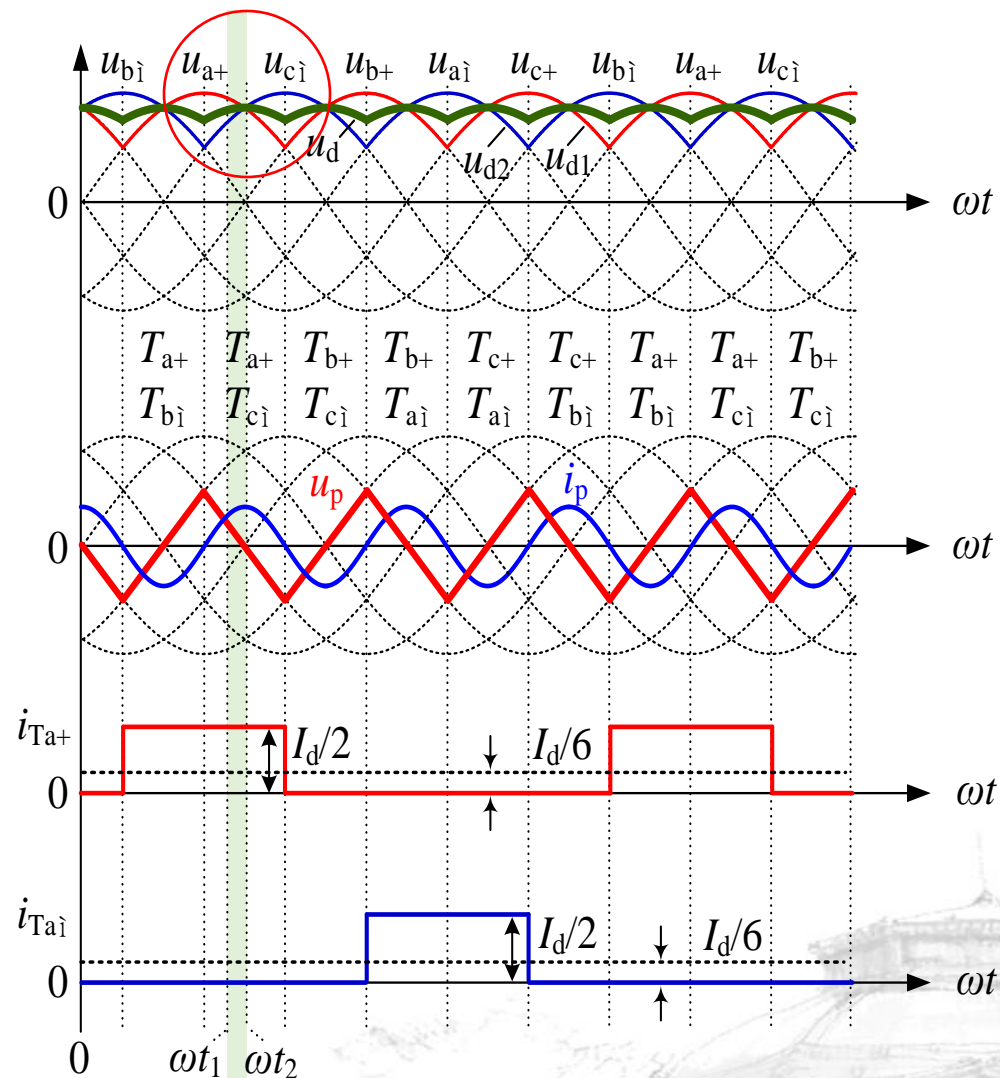 u_bì u_a+ u_cì u_b+ u_aì u_c+ u_bì u_a+ u_cì
u_d u_d2 u_d1
0 ωt
T_a+ T_a+ T_b+ T_b+ T_c+ T_c+ T_a+ T_a+ T_b+
T_bì T_cì T_cì T_aì T_aì T_bì T_bì T_cì T_cì
u_p i_p
0 ωt
i_Ta+ I_d/2 I_d/6
0 ωt
i_Taì I_d/2 I_d/6
0 ωt
0 ωt_1 ωt_2